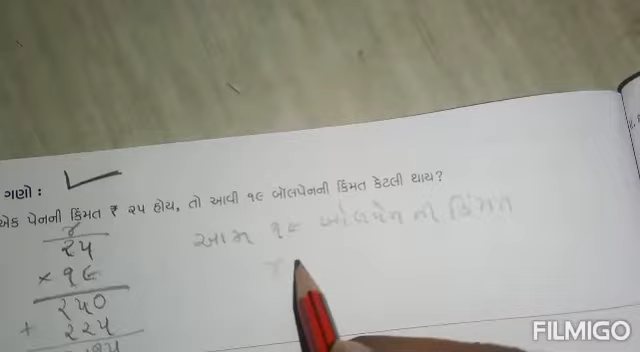 ગણો :
એક પેનની કિંમત ₹ ૨૫ હોય, તો આવી ૧૯ બૉલપેનની કિંમત કેટલી થાય?
૪
૨૫
× ૧૯
૨૫૦
+ ૨૨૫
આમ ૧૯ બોલપેન ની કિંમત
FILMIGO